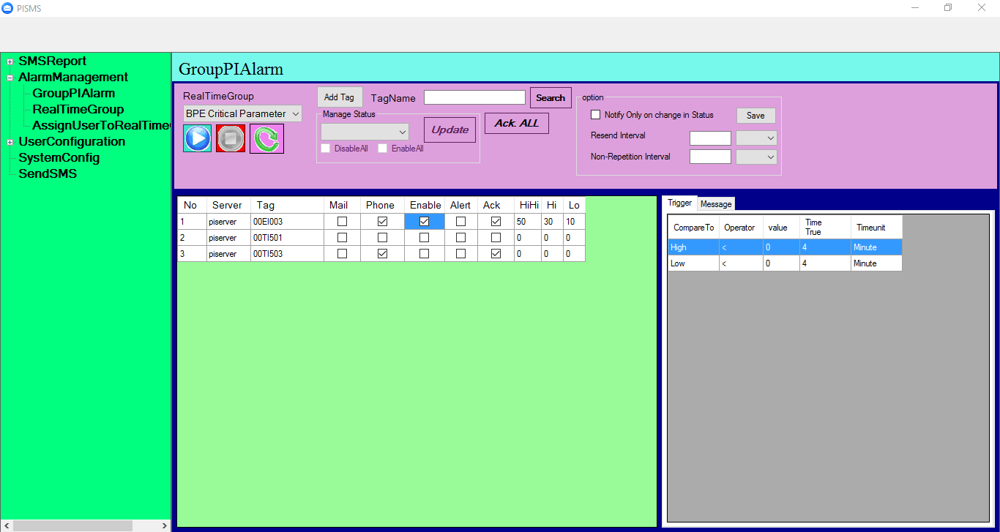 PISMS
SMSReport
AlarmManagement
GroupPIAlarm
RealTimeGroup
AssignUserToRealTime
UserConfiguration
SystemConfig
SendSMS
GroupPIAlarm
RealTimeGroup
BPE Critical Parameter
Add Tag
TagName
Search
Manage Status
Update
DisableAll
EnableAll
Ack. ALL
option
Notify Only on change in Status
Save
Resend Interval
Non-Repetition Interval
No Server Tag Mail Phone Enable Alert Ack HiHi Hi Lo
1 piserver 00EI003 50 30 10
2 piserver 00TI501 0 0 0
3 piserver 00TI503 0 0 0
Trigger Message
CompareTo Operator value Time True Timeunit
High < 0 4 Minute
Low < 0 4 Minute